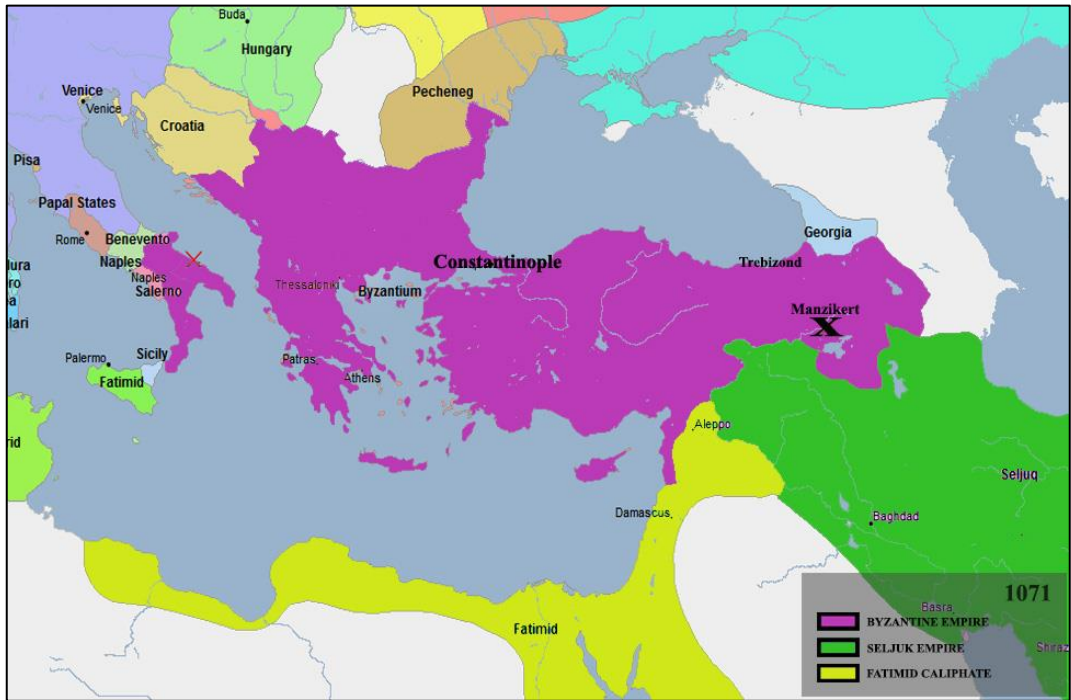 Buda
Hungary
Venice
Venice
Croatia
Pecheneg
Pisa
Papal States
Rome
Benevento
Naples
Naples
Salerno
Georgia
Constantinople
Trebizond
Thessaloniki
Byzantium
Manzikert
X
Palermo
Sicily
Fatimid
Patras
Athens
Aleppo
Seljuq
Damascus
Baghdad
Fatimid
1071
Basra
Shiraz
BYZANTINE EMPIRE
SELJUK EMPIRE
FATIMID CALIPHATE